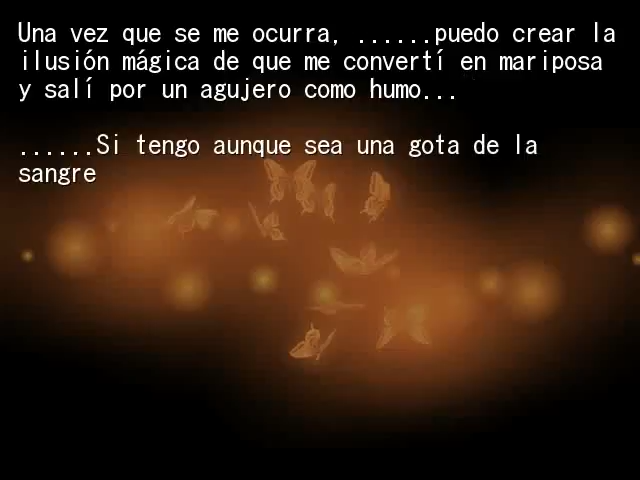 Una vez que se me ocurra, ......puedo crear la
ilusión mágica de que me convertí en mariposa
y salí por un agujero como humo...
......Si tengo aunque sea una gota de la
sangre